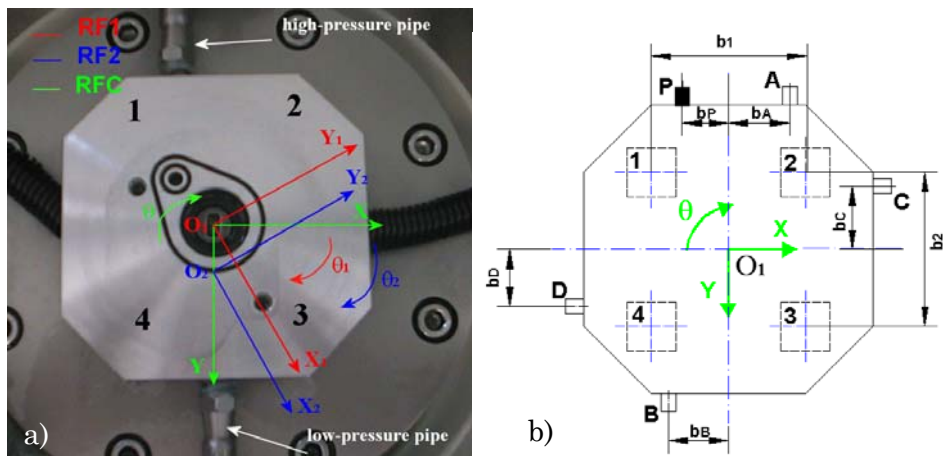 RF1
RF2
RFC
high-pressure pipe
1
2
Y₁
Y₂
X
θ
O₁
O₂
θ₁
θ₂
4
3
Y
X₁
X₂
low-pressure pipe
a)
b1
P
A
bP
bA
1
2
C
bC
b2
θ
X
O₁
Y
bD
D
4
3
B
bB
b)